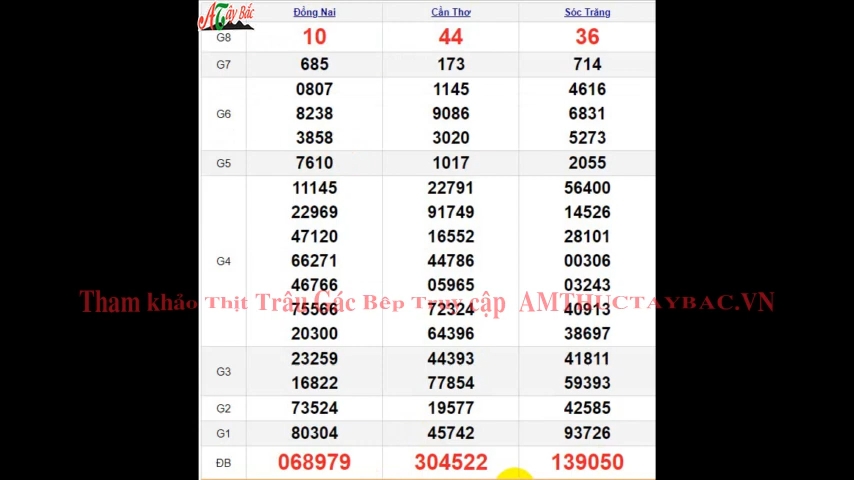 ATây Bắc
Đồng Nai Cần Thơ Sóc Trăng
G8 10 44 36
G7 685 173 714
0807 1145 4616
G6 8238 9086 6831
3858 3020 5273
G5 7610 1017 2055
11145 22791 56400
22969 91749 14526
47120 16552 28101
G4 66271 44786 00306
46766 05965 03243
Tham khảo Thịt Trâu Gác Bếp Truy cập AMTHUCTAYBAC.VN
75566 72324 40913
20300 64396 38697
23259 44393 41811
G3
16822 77854 59393
G2 73524 19577 42585
G1 80304 45742 93726
ĐB 068979 304522 139050